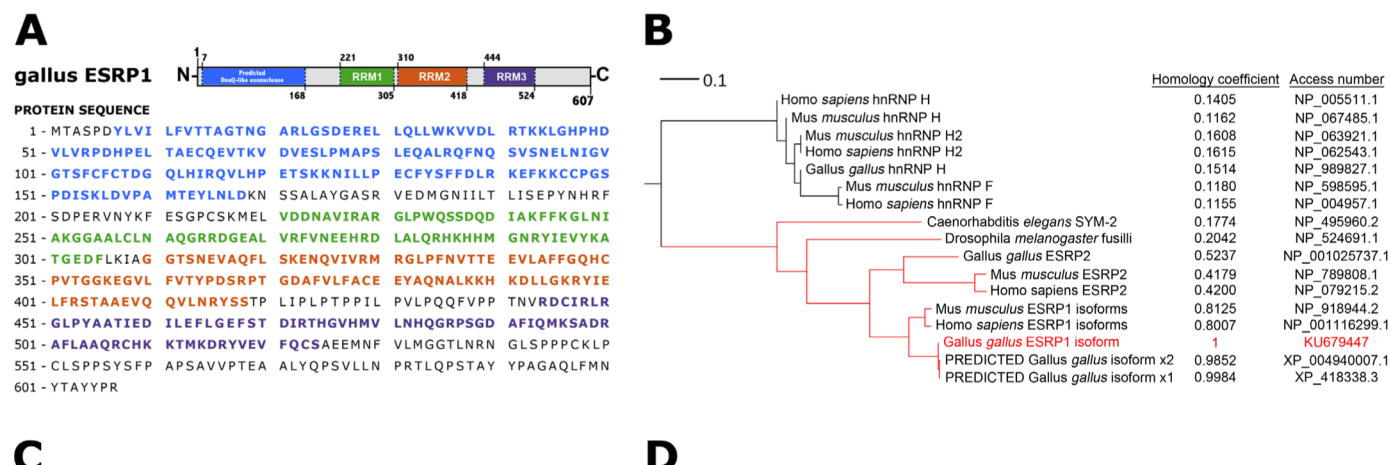 A
gallus ESRP1
1
7
221
310
444
N-
Predicted
DnaQ-like exonuclease
RRM1
RRM2
RRM3
-C
168
305
418
524
607
PROTEIN SEQUENCE
1 - MTASPDYLVI LFVTTAGTNG ARLGSDEREL LQLLWKVVDL RTKKLGHPHD
51 - VLVRPDHPEL TAECQEVTKV DVESLPMAPS LEQALRQFNQ SVSNELNIGV
101 - GTSFCFCTDG QLHIRQVLHP ETSKKNILLP ECFYSFFDLR KEFKKCCPGS
151 - PDISKLDVPA MTEYLNLDKN SSALAYGASR VEDMGNIILT LISEPYNHRF
201 - SDPERVNYKF ESGPCSKMEL VDDNAVIRAR GLPWQSSDQD IAKFFKGLNI
251 - AKGGAALCLN AQGRRDGEAL VRFVNEEHRD LALQRHKHHM GNRYIEVYKA
301 - TGEDFLKIAG GTSNEVAQFL SKENQVIVRM RGLPFNVTTE EVLAFFGQHC
351 - PVTGGKEGVL FVTYPDSRPT GDAFVLFACE EYAQNALKKH KDLLGKRYIE
401 - LFRSTAAEVQ QVLNRYSSTP LIPLPTPPIL PVLPQQFVPP TNVRDCIRLR
451 - GLPYAATIED ILEFLGEFST DIRTHGVHMV LNHQGRPSGD AFIQMKSADR
501 - AFLAAQRCHK KTMKDRYVEV FQCSAEEMNF VLMGGTLNRN GLSPPPCKLP
551 - CLSPPSYSFP APSAVVPTEA ALYQPSVLLN PRTLQPSTAY YPAGAQLFMN
601 - YTAYYPR
B
0.1
Homology coefficient Access number
Homo sapiens hnRNP H 0.1405 NP_005511.1
Mus musculus hnRNP H 0.1162 NP_067485.1
Mus musculus hnRNP H2 0.1608 NP_063921.1
Homo sapiens hnRNP H2 0.1615 NP_062543.1
Gallus gallus hnRNP H 0.1514 NP_989827.1
Mus musculus hnRNP F 0.1180 NP_598595.1
Homo sapiens hnRNP F 0.1155 NP_004957.1
Caenorhabditis elegans SYM-2 0.1774 NP_495960.2
Drosophila melanogaster fusilli 0.2042 NP_524691.1
Gallus gallus ESRP2 0.5237 NP_001025737.1
Mus musculus ESRP2 0.4179 NP_789808.1
Homo sapiens ESRP2 0.4200 NP_079215.2
Mus musculus ESRP1 isoforms 0.8125 NP_918944.2
Homo sapiens ESRP1 isoforms 0.8007 NP_001116299.1
Gallus gallus ESRP1 isoform 1 KU679447
PREDICTED Gallus gallus isoform x2 0.9852 XP_004940007.1
PREDICTED Gallus gallus isoform x1 0.9984 XP_418338.3
C
D